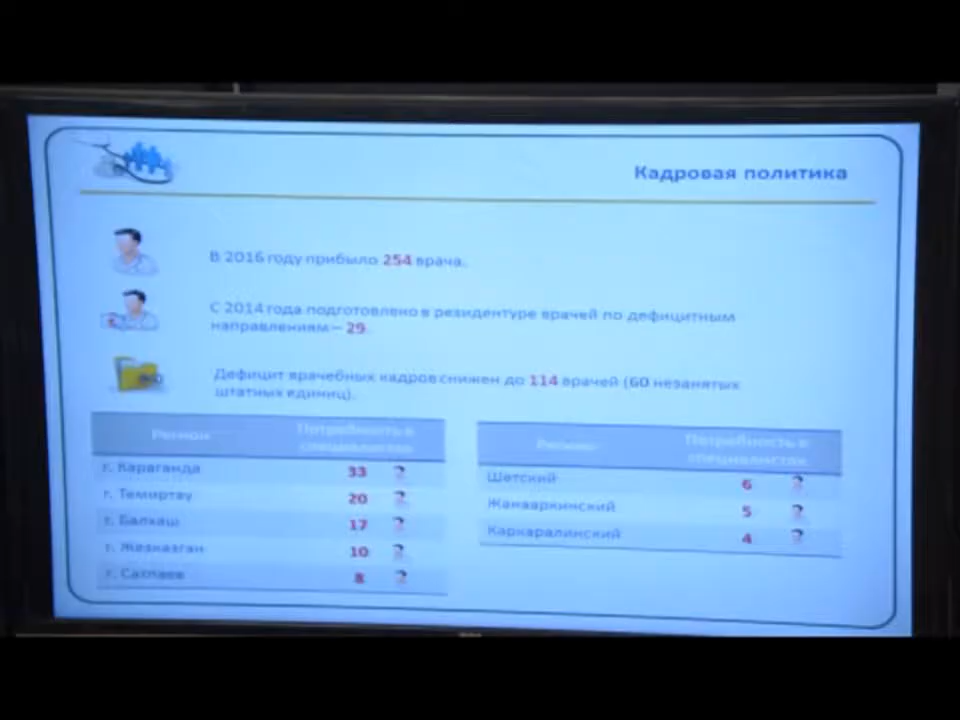 Кадровая политика
В 2016 году прибыло 254 врача.
С 2014 года подготовлено в резидентуре врачей по дефицитным
направлениям – 29.
Дефицит врачебных кадров снижен до 114 врачей (60 незанятых
штатных единиц).
Регион Потребность в
специалистах
г. Караганда 33
г. Темиртау 20
г. Балхаш 17
г. Жезказган 10
г. Сатпаев 8
Регион Потребность в
специалистах
Шетский 6
Жанааркинский 5
Каркаралинский 4